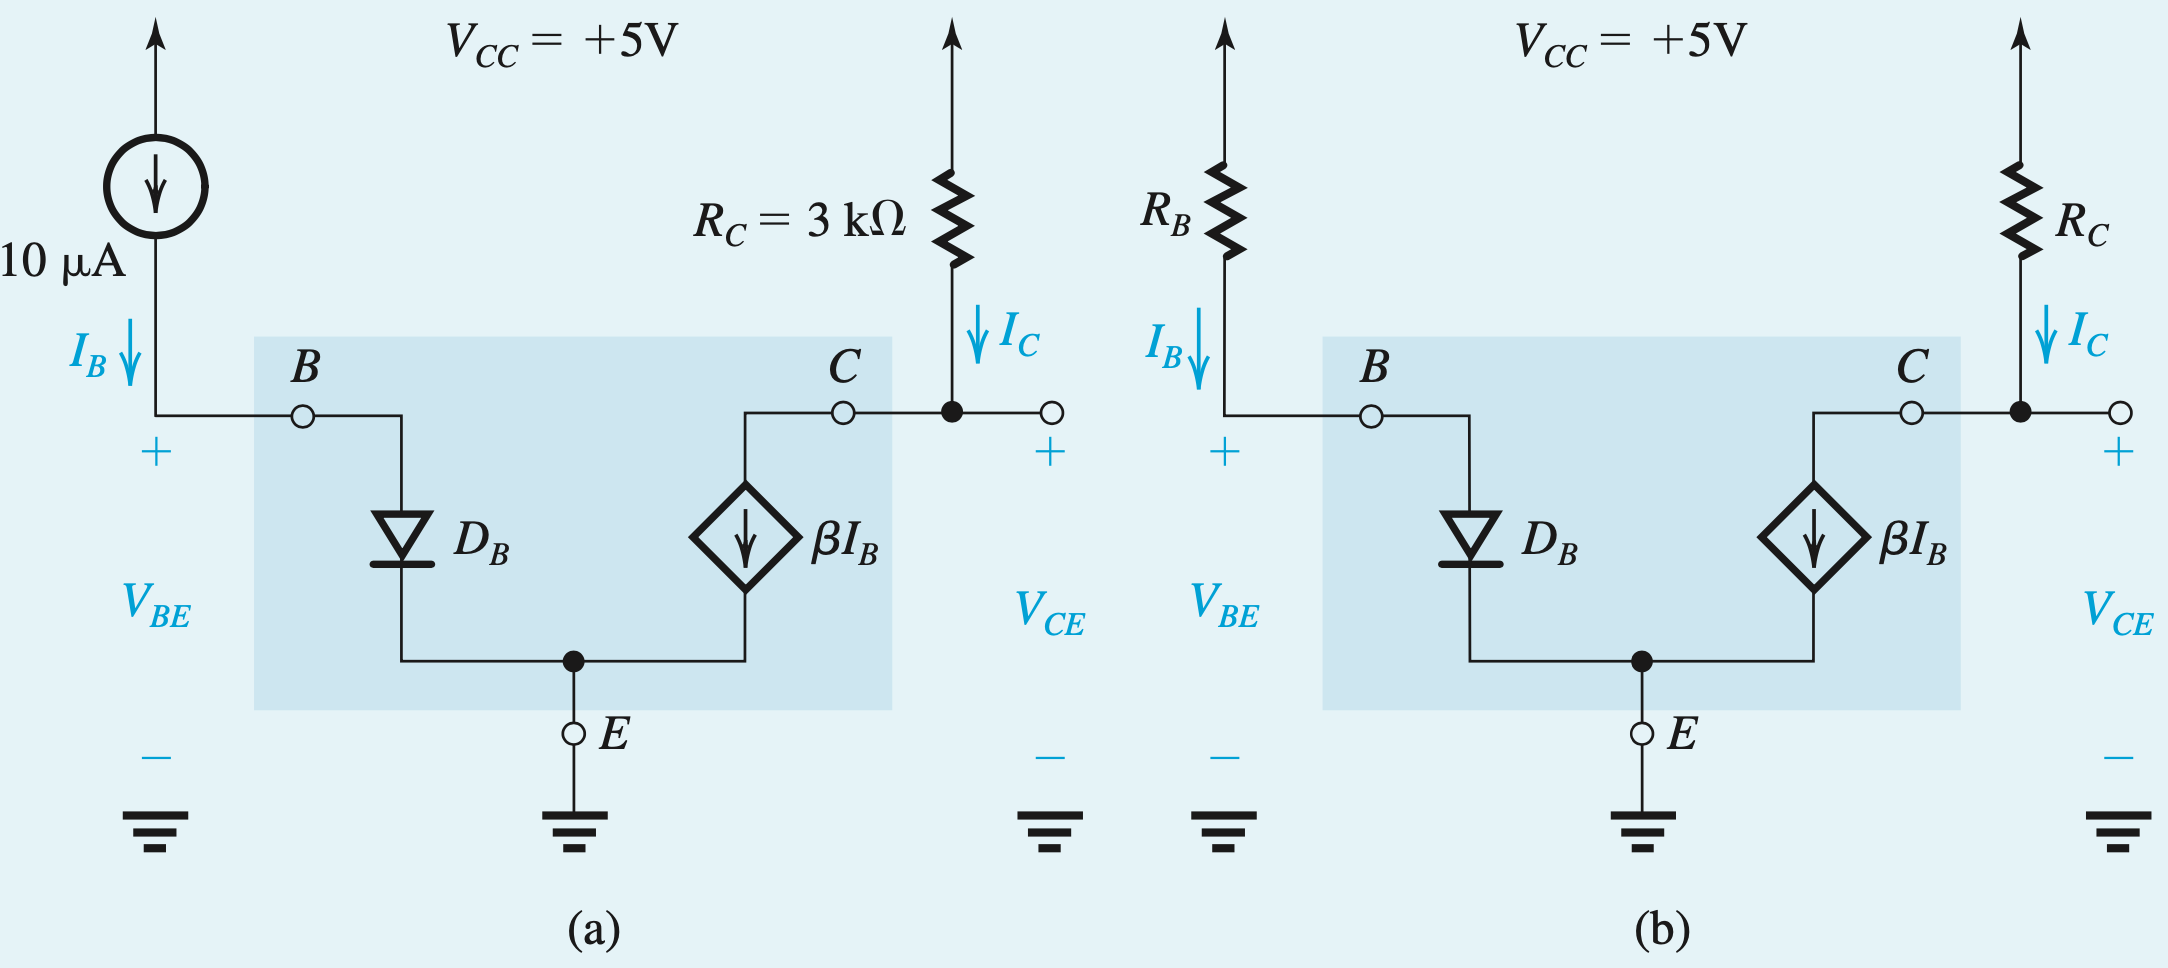 V_CC = +5V
10 μA
I_B
B
D_B
V_BE
R_C = 3 kΩ
I_C
C
βI_B
V_CE
E
(a)
V_CC = +5V
R_B
I_B
B
D_B
V_BE
R_C
I_C
C
βI_B
V_CE
E
(b)